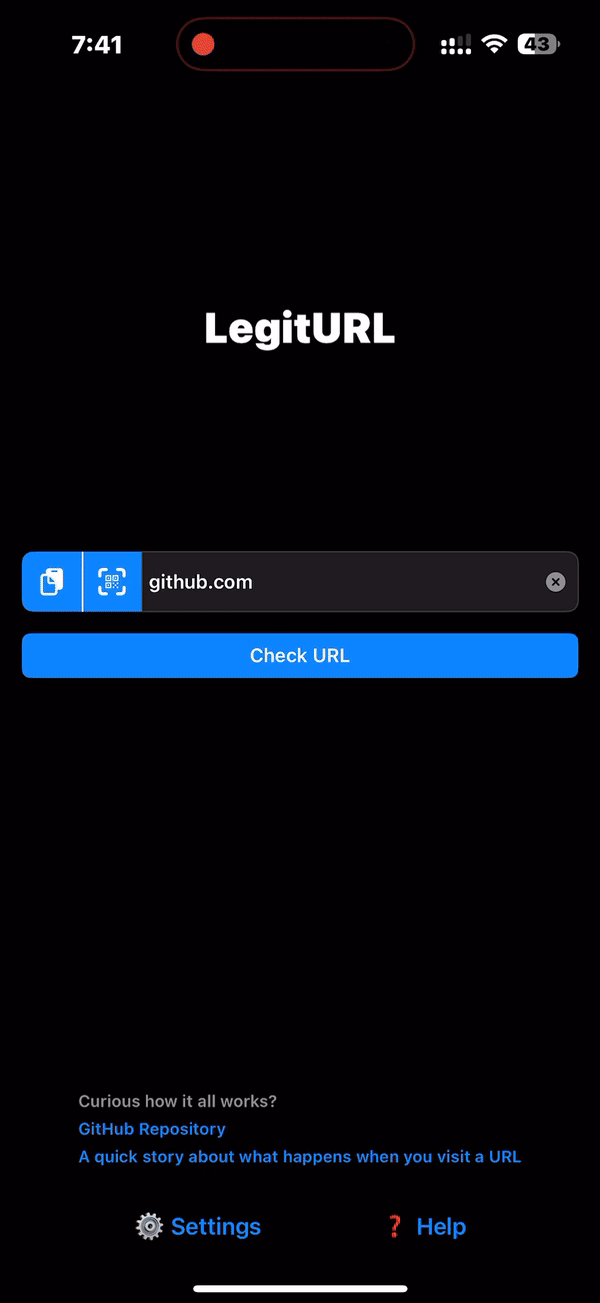 7:41
43
LegitURL
github.com
Check URL
Curious how it all works?
GitHub Repository
A quick story about what happens when you visit a URL
Settings
Help